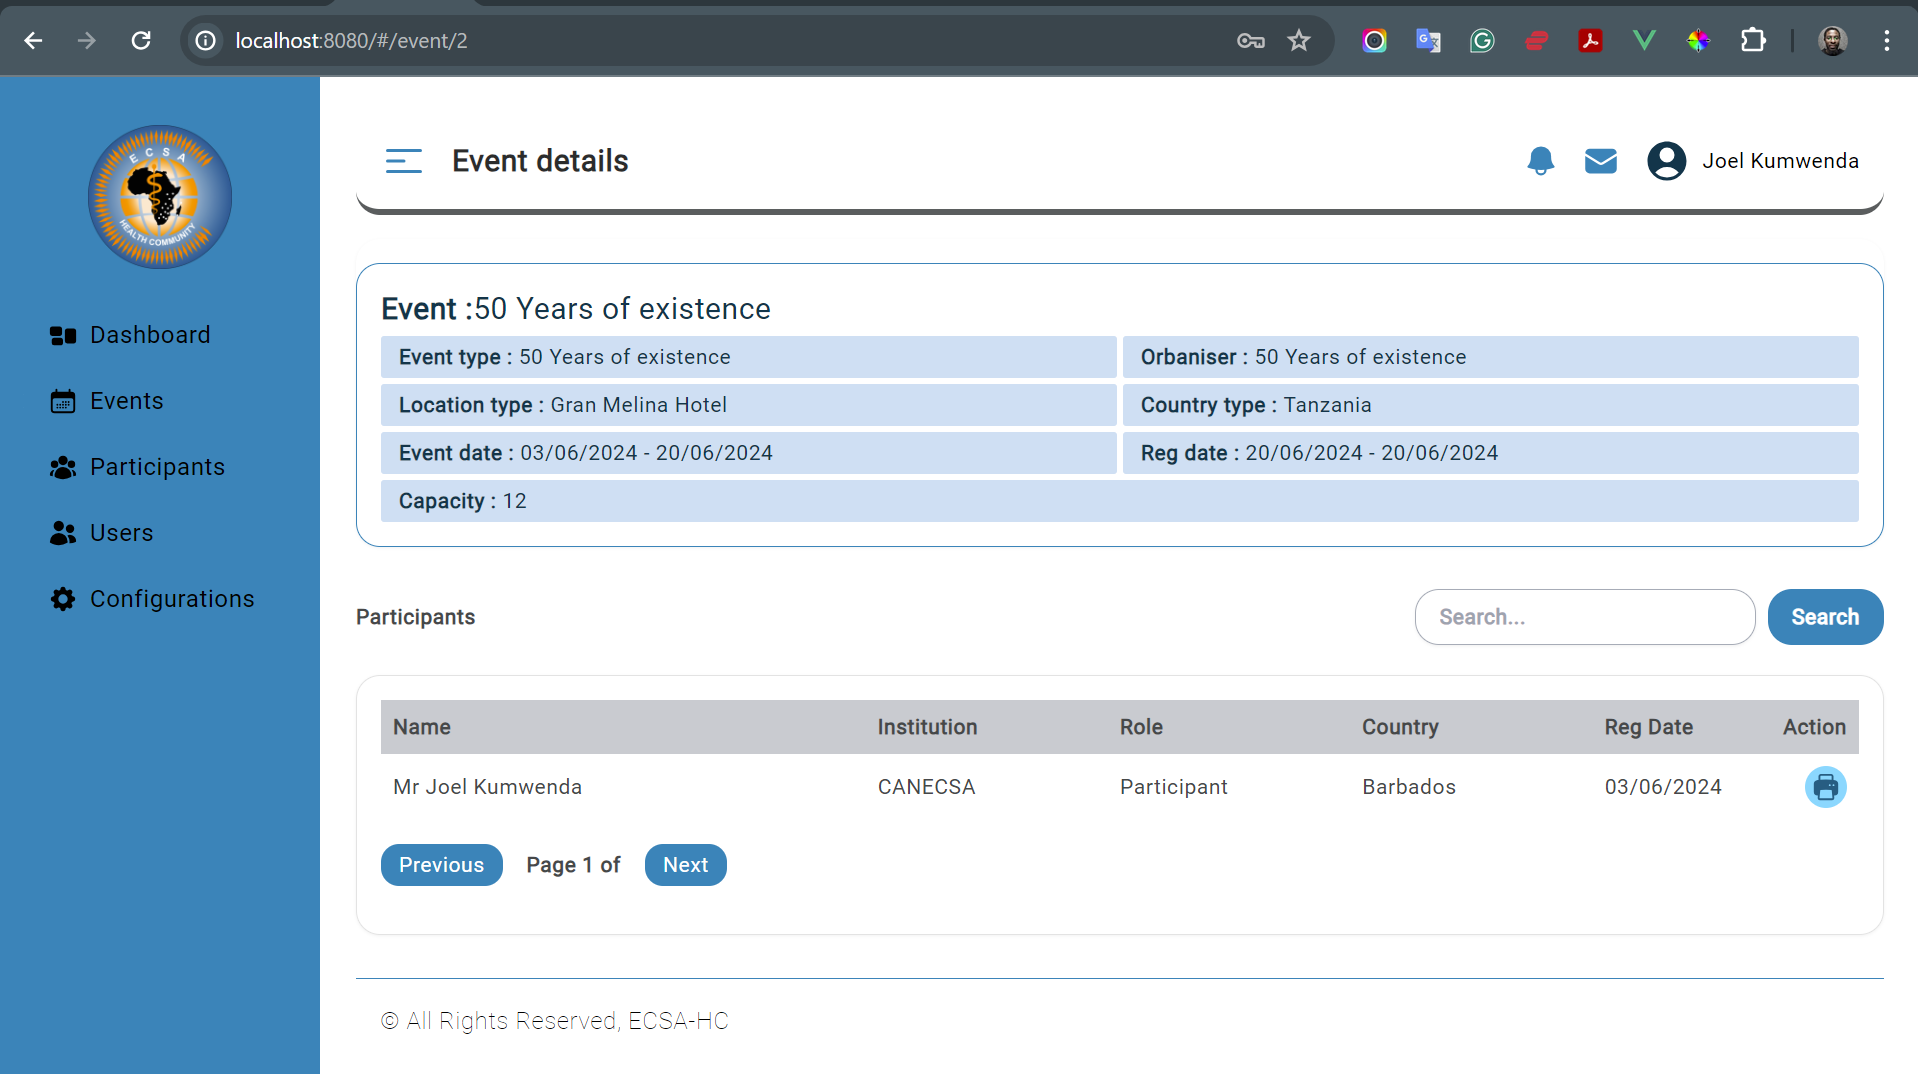 localhost:8080/#/event/2
ECSA
HEALTH COMMUNITY
Event details
Joel Kumwenda
Dashboard
Events
Participants
Users
Configurations
Event :50 Years of existence
Event type : 50 Years of existence
Orbaniser : 50 Years of existence
Location type : Gran Melina Hotel
Country type : Tanzania
Event date : 03/06/2024 - 20/06/2024
Reg date : 20/06/2024 - 20/06/2024
Capacity : 12
Participants
Search...
Search
Name Institution Role Country Reg Date Action
Mr Joel Kumwenda CANECSA Participant Barbados 03/06/2024
Previous Page 1 of Next
© All Rights Reserved, ECSA-HC